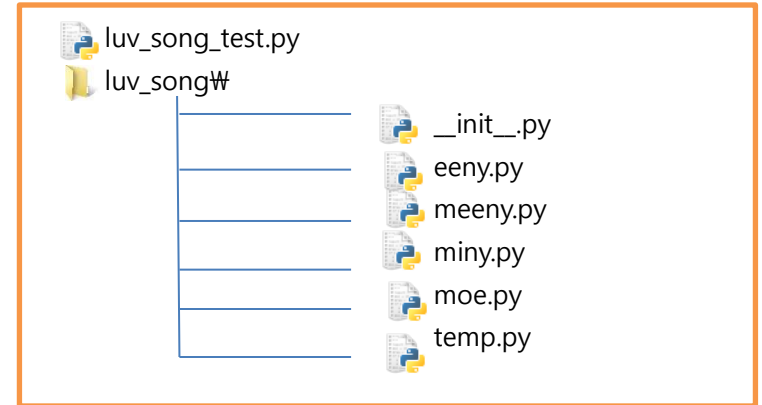 luv_song_test.py
luv_song₩
__init__.py
eeny.py
meeny.py
miny.py
moe.py
temp.py